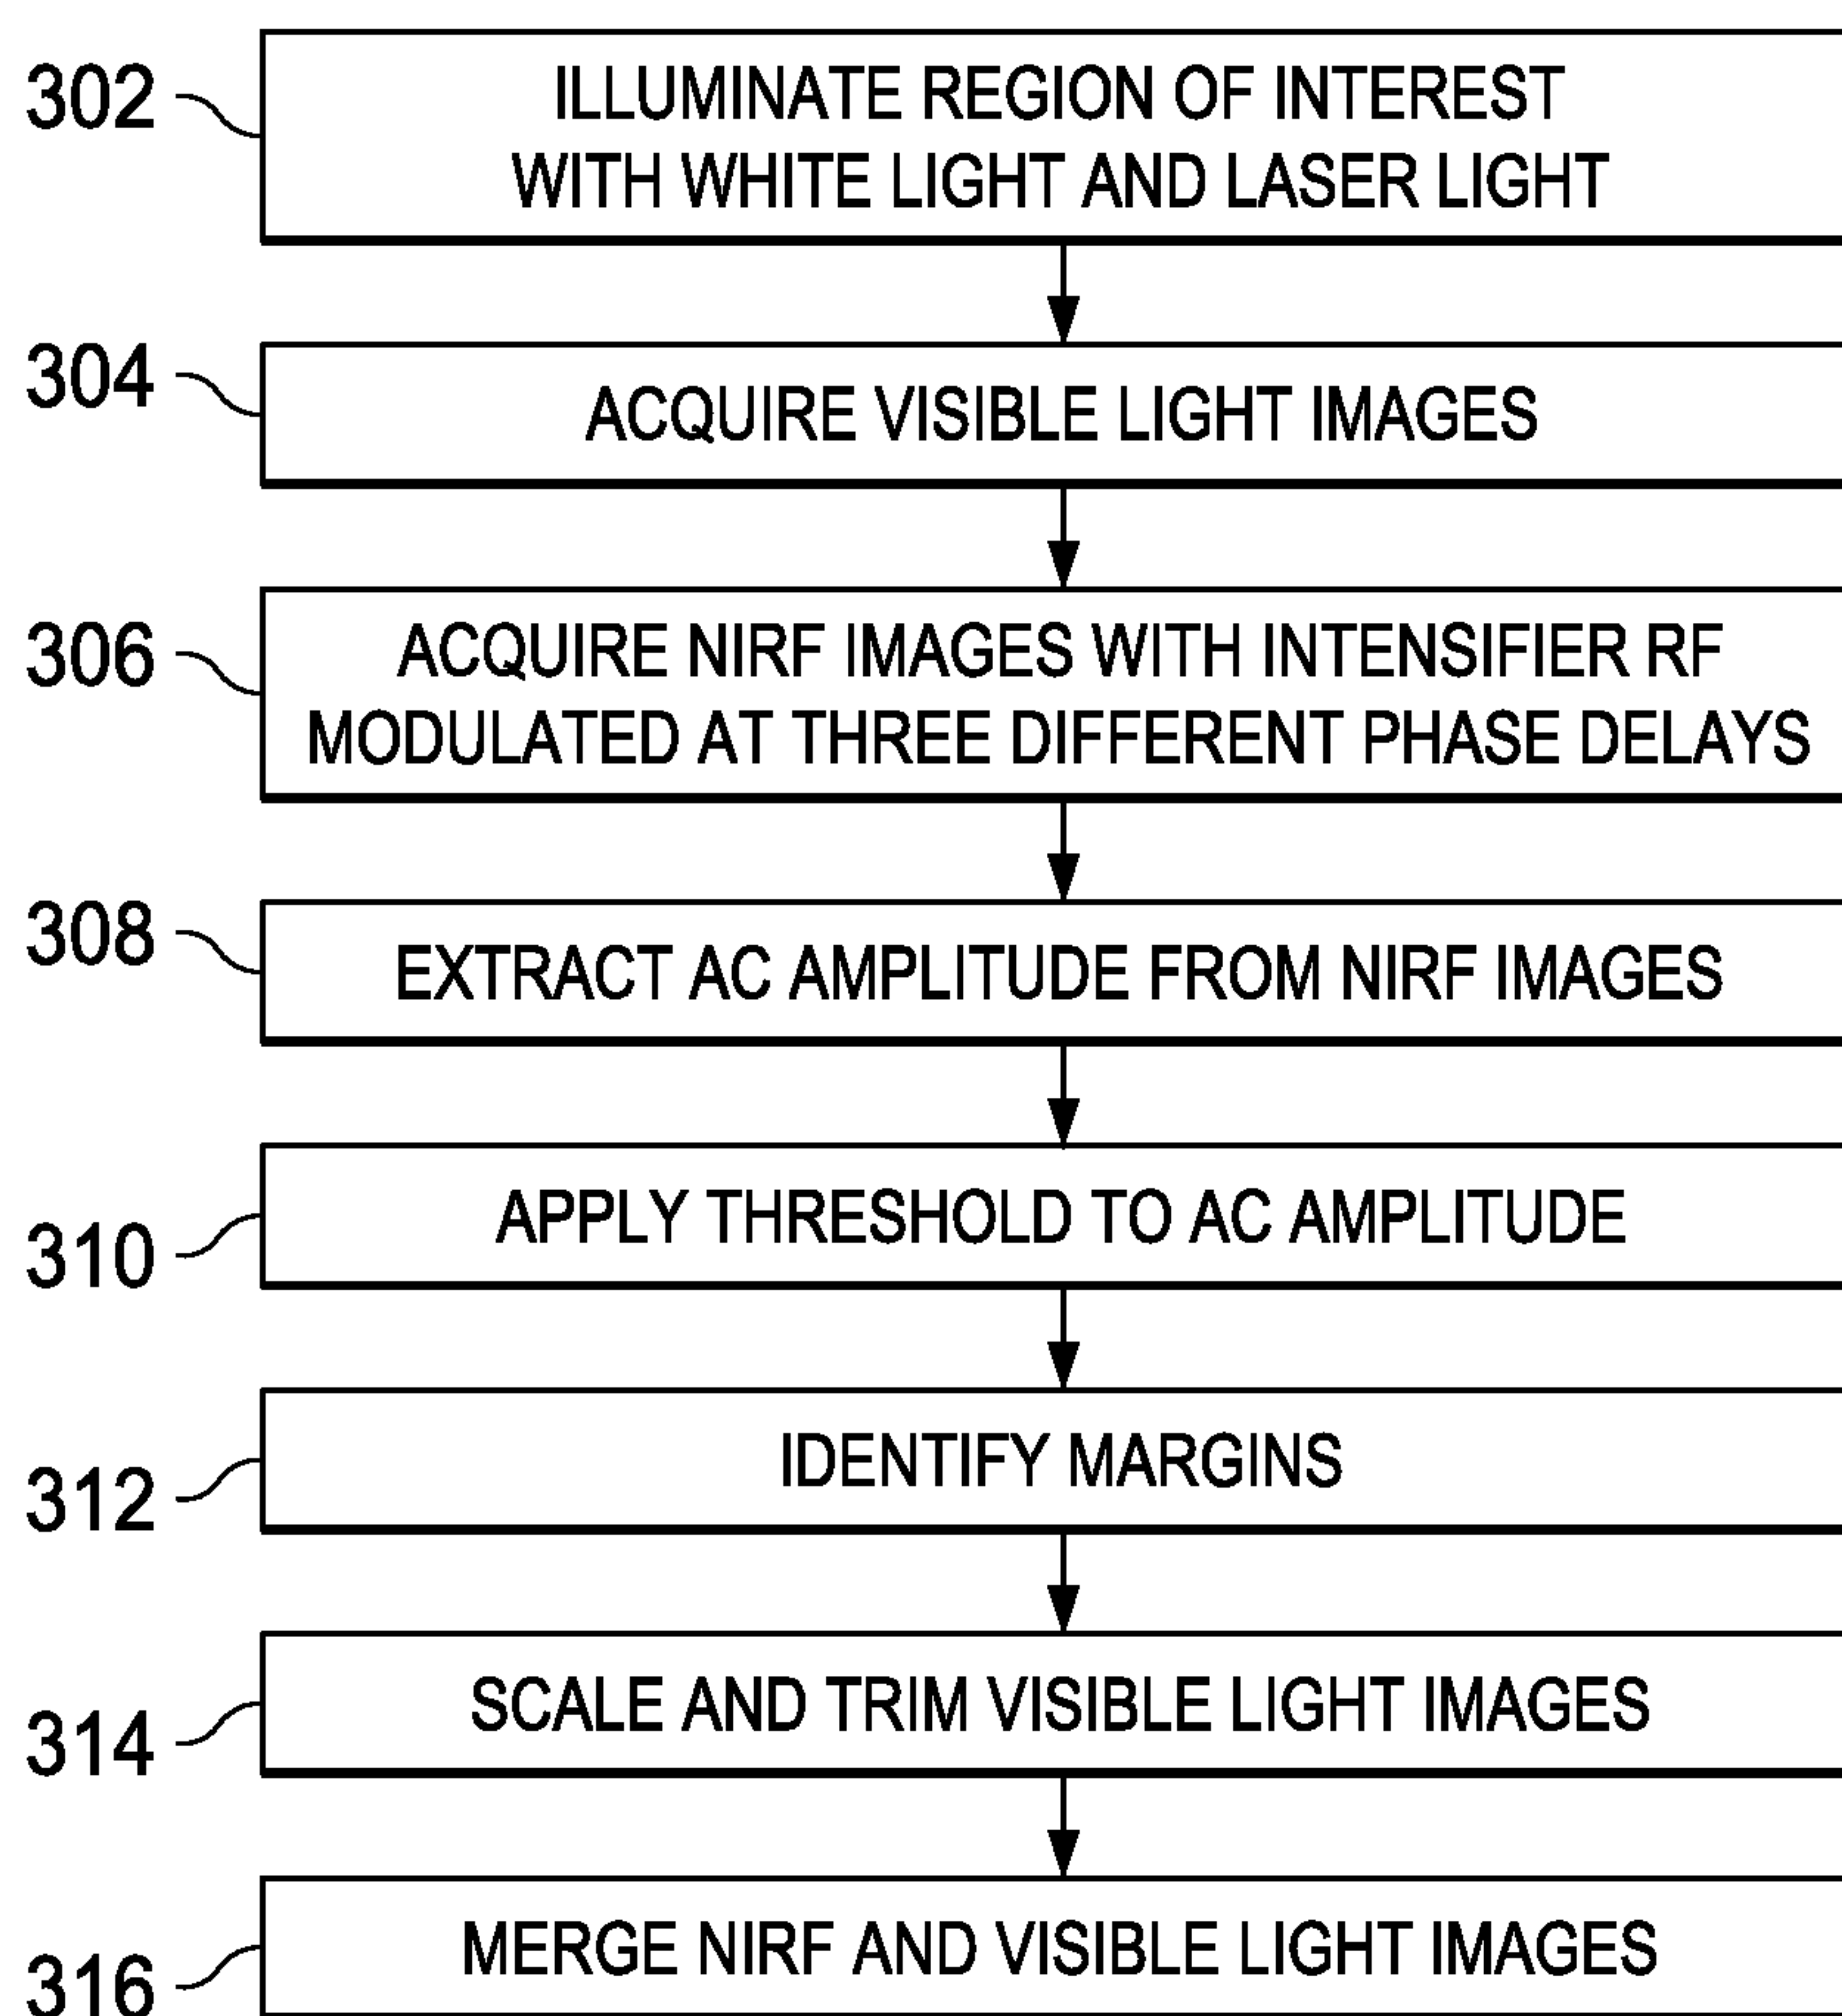 302
ILLUMINATE REGION OF INTEREST
WITH WHITE LIGHT AND LASER LIGHT
304
ACQUIRE VISIBLE LIGHT IMAGES
306
ACQUIRE NIRF IMAGES WITH INTENSIFIER RF
MODULATED AT THREE DIFFERENT PHASE DELAYS
308
EXTRACT AC AMPLITUDE FROM NIRF IMAGES
310
APPLY THRESHOLD TO AC AMPLITUDE
312
IDENTIFY MARGINS
314
SCALE AND TRIM VISIBLE LIGHT IMAGES
316
MERGE NIRF AND VISIBLE LIGHT IMAGES